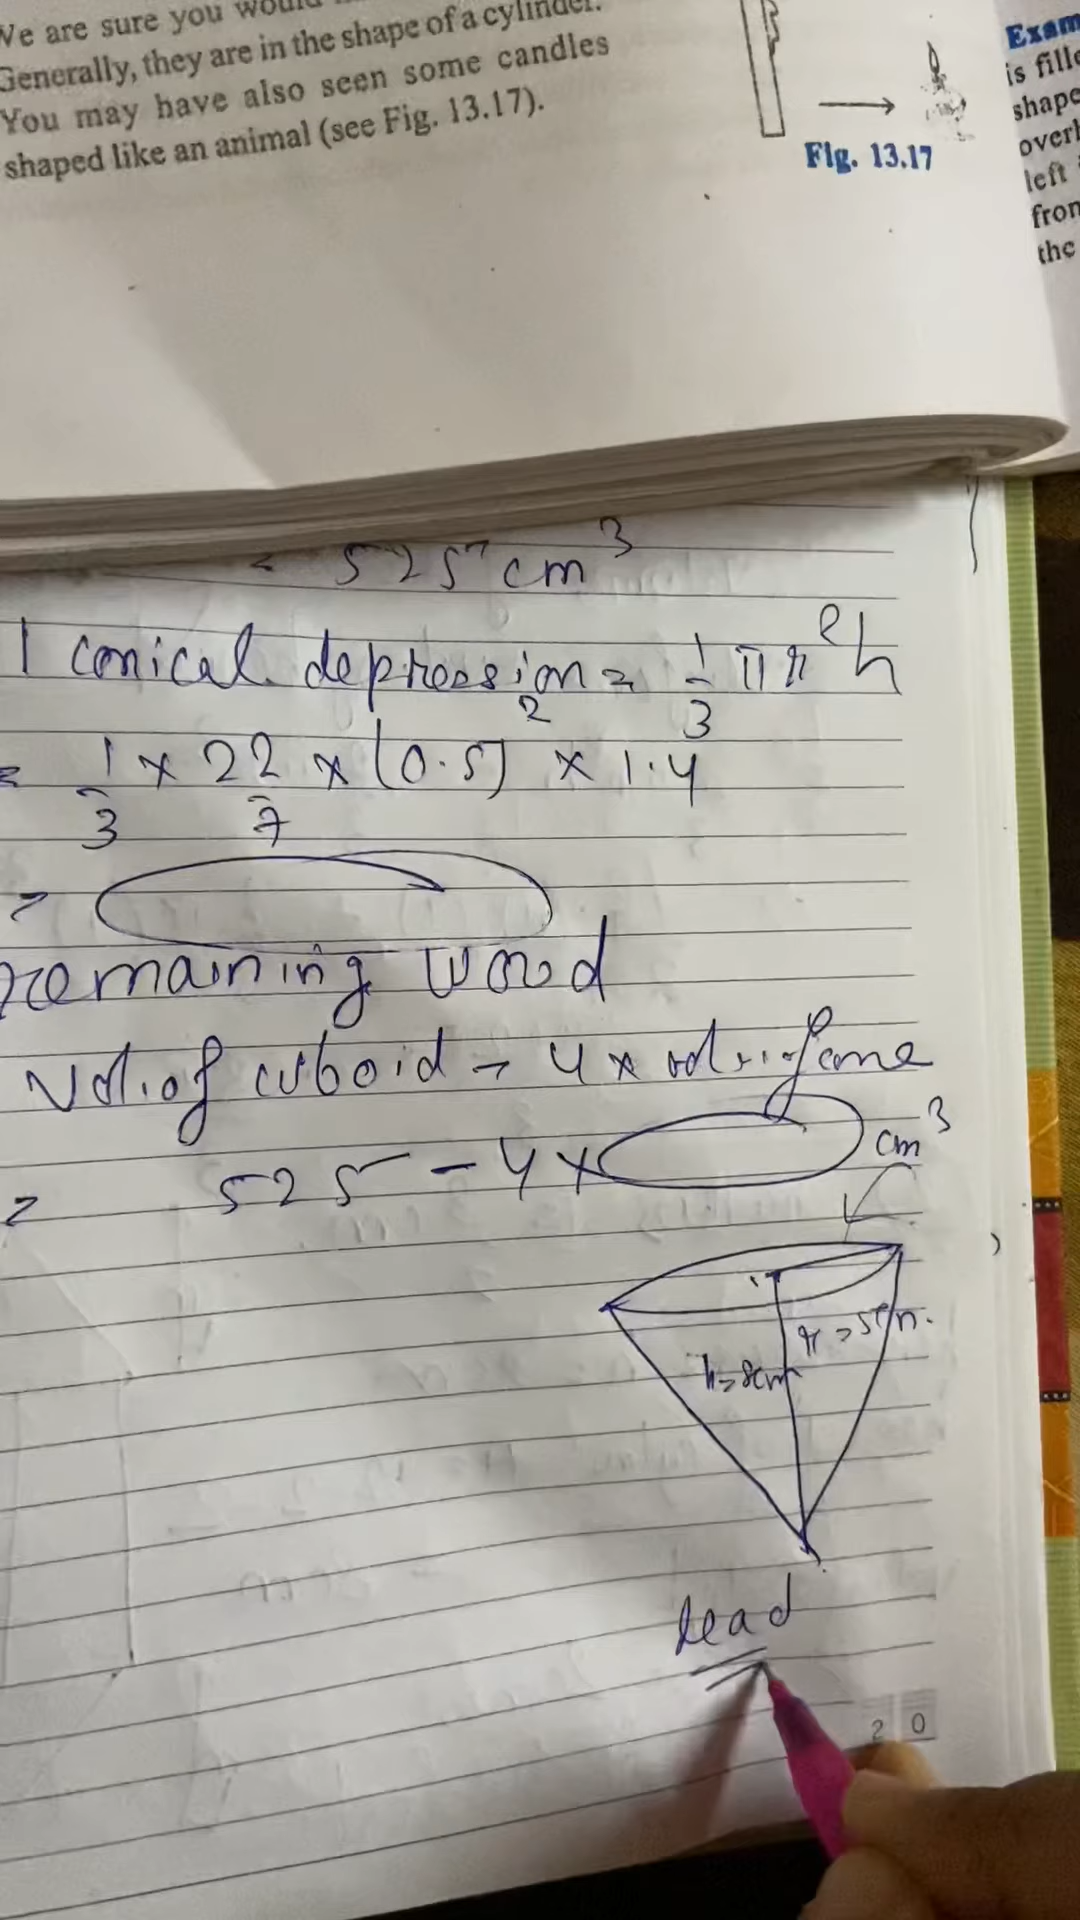 We are sure you would
Generally, they are in the shape of a cylinder.
You may have also seen some candles
shaped like an animal (see Fig. 13.17).
Fig. 13.17
Exam
is fille
shape
overl
left
from
the
= 525 cm³
1 conical depression = 1/3 πr²h
= 1/3 × 22/7 × (0.5)² × 1.4
=
remaining wood
Vol. of cuboid - 4 × vol. of cone
= 525 - 4 × cm³
r = 5cm.
h = 8cm
lead
20